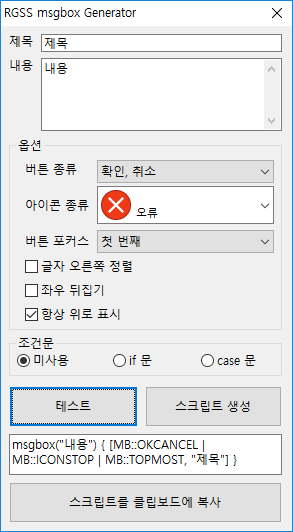 RGSS msgbox Generator
제목 제목
내용 내용
옵션
버튼 종류 확인, 취소
아이콘 종류 오류
버튼 포커스 첫 번째
글자 오른쪽 정렬
좌우 뒤집기
항상 위로 표시
조건문
미사용 if 문 case 문
테스트 스크립트 생성
msgbox("내용") { [MB::OKCANCEL |
MB::ICONSTOP | MB::TOPMOST, "제목"] }
스크립트를 클립보드에 복사